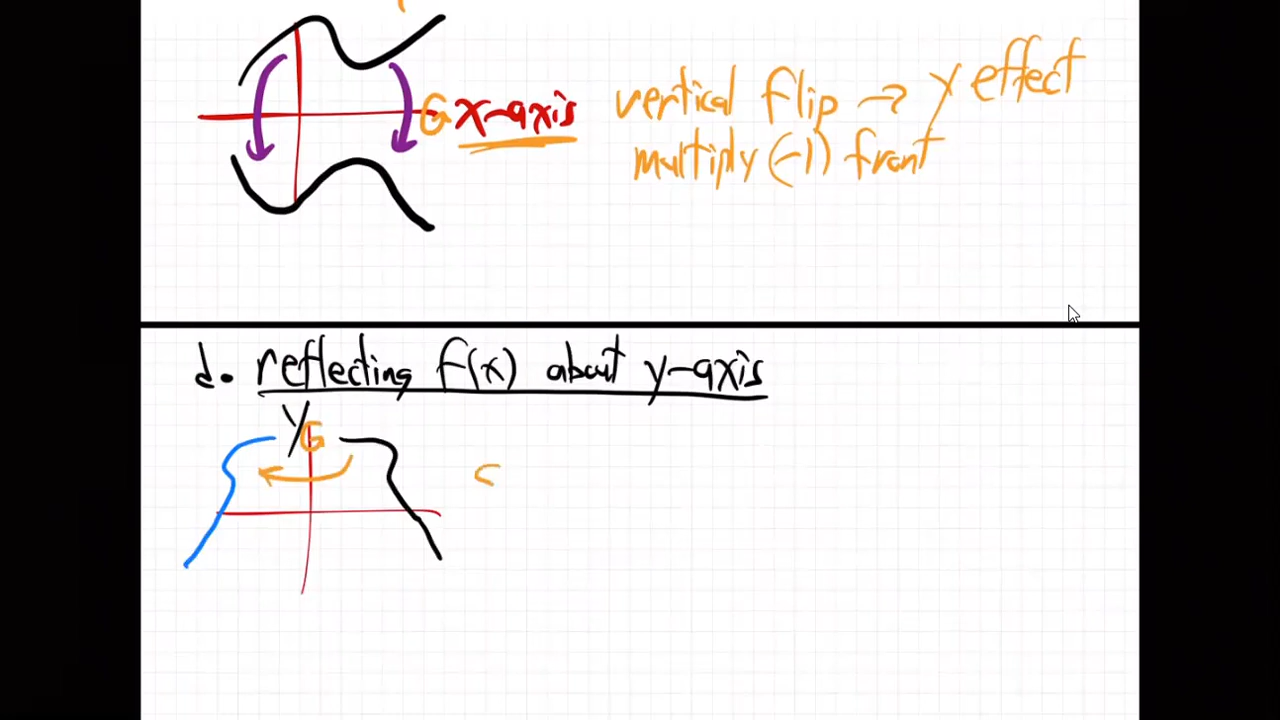 vertical flip → y effect
G x-axis
multiply (-1) front
d. reflecting f(x) about y-axis
y G